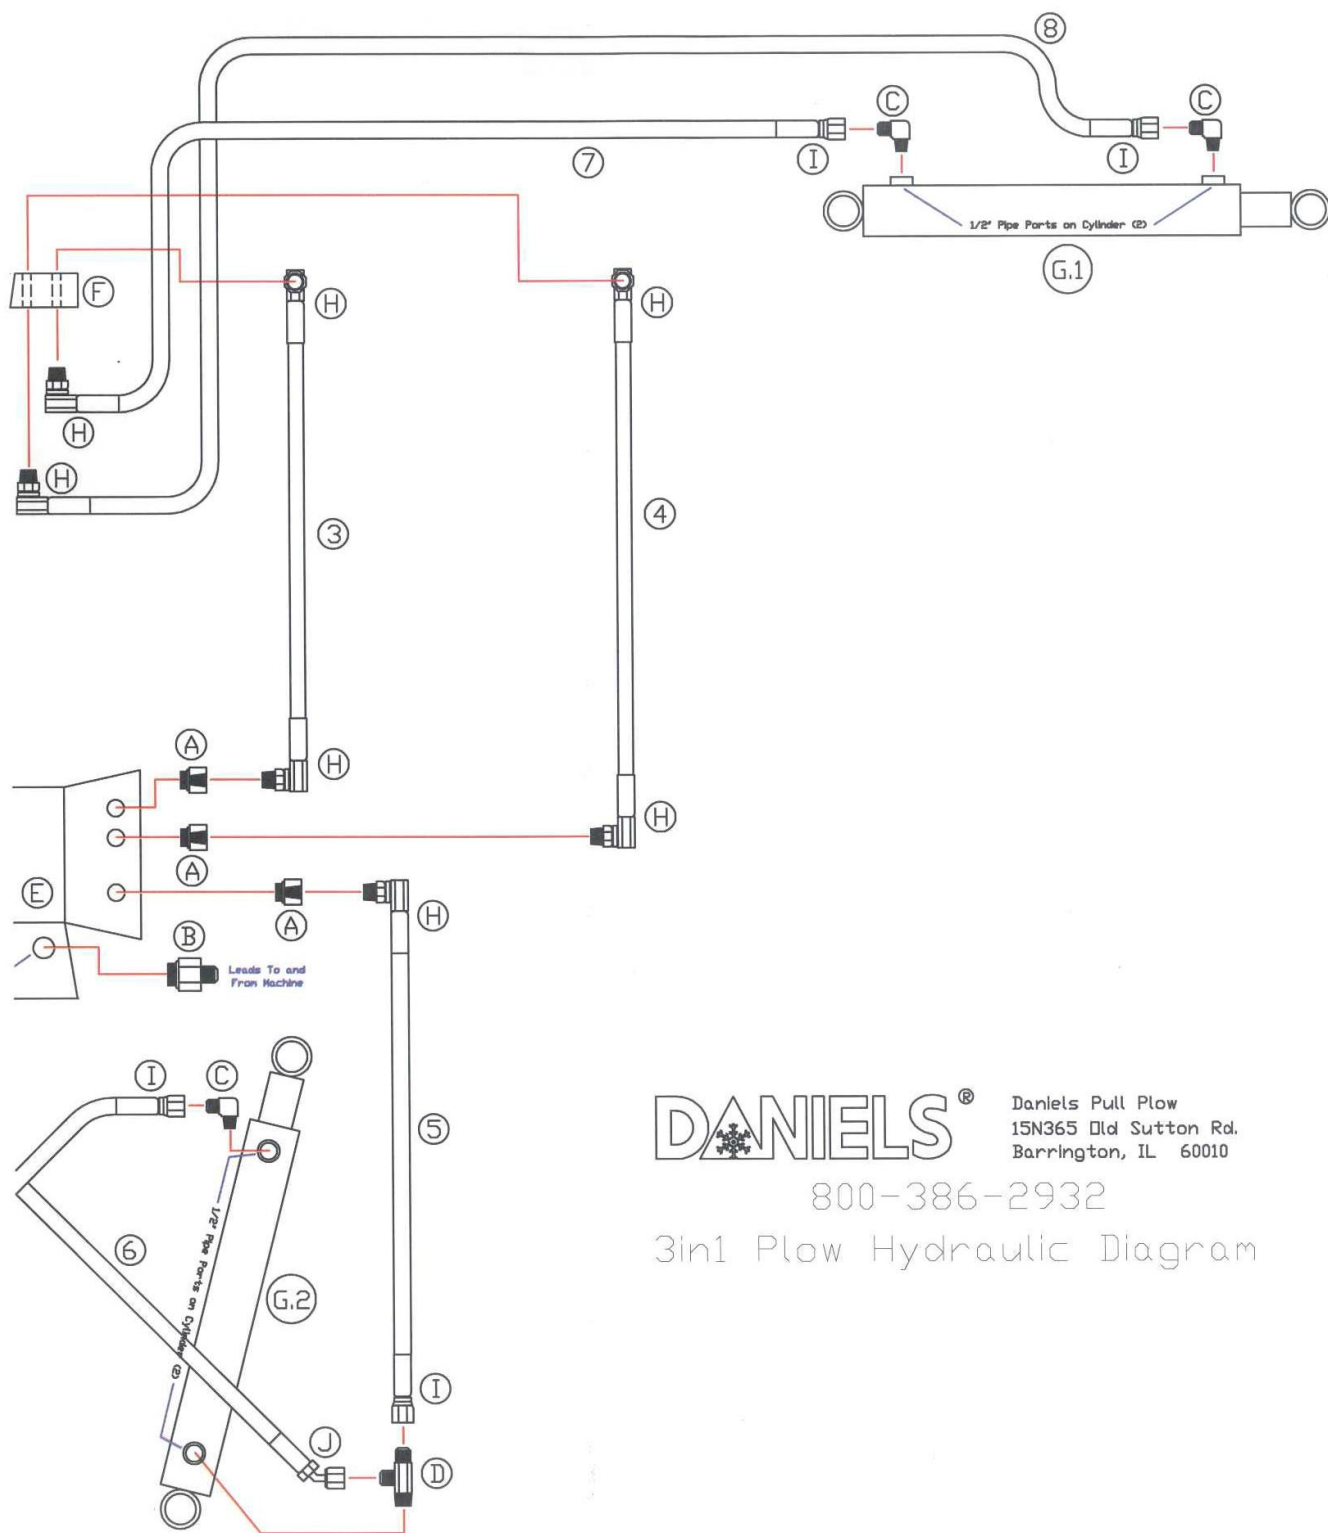 8
C
C
I
I
7
1/2" Pipe Ports on Cylinder (2)
G.1
F
H
H
H
H
3
4
A
H
H
A
E
A
H
B
Leads To and
From Machine
I
C
5
DANIELS®
Daniels Pull Plow
15N365 Old Sutton Rd.
Barrington, IL 60010
800-386-2932
3in1 Plow Hydraulic Diagram
6
1/2" Pipe Ports on Cylinder (2)
G.2
I
J
D